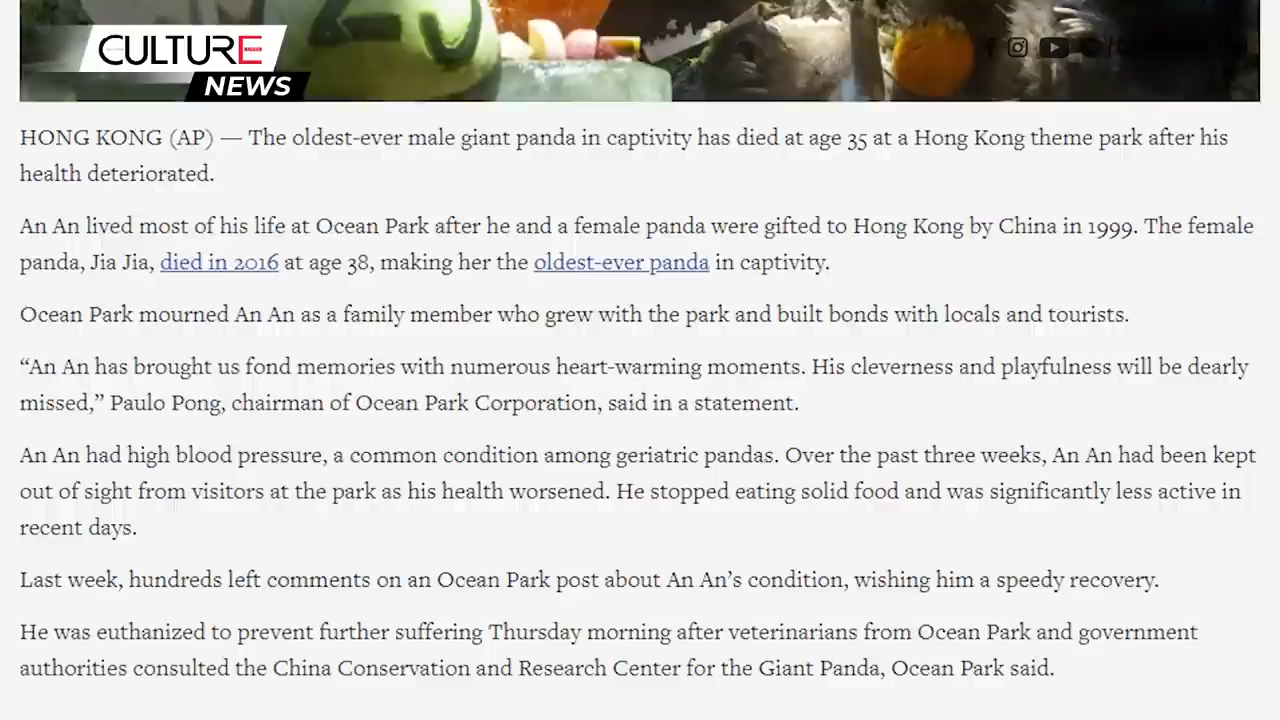 CULTURE
NEWS
HONG KONG (AP) — The oldest-ever male giant panda in captivity has died at age 35 at a Hong Kong theme park after his
health deteriorated.
An An lived most of his life at Ocean Park after he and a female panda were gifted to Hong Kong by China in 1999. The female
panda, Jia Jia, died in 2016 at age 38, making her the oldest-ever panda in captivity.
Ocean Park mourned An An as a family member who grew with the park and built bonds with locals and tourists.
“An An has brought us fond memories with numerous heart-warming moments. His cleverness and playfulness will be dearly
missed,” Paulo Pong, chairman of Ocean Park Corporation, said in a statement.
An An had high blood pressure, a common condition among geriatric pandas. Over the past three weeks, An An had been kept
out of sight from visitors at the park as his health worsened. He stopped eating solid food and was significantly less active in
recent days.
Last week, hundreds left comments on an Ocean Park post about An An’s condition, wishing him a speedy recovery.
He was euthanized to prevent further suffering Thursday morning after veterinarians from Ocean Park and government
authorities consulted the China Conservation and Research Center for the Giant Panda, Ocean Park said.